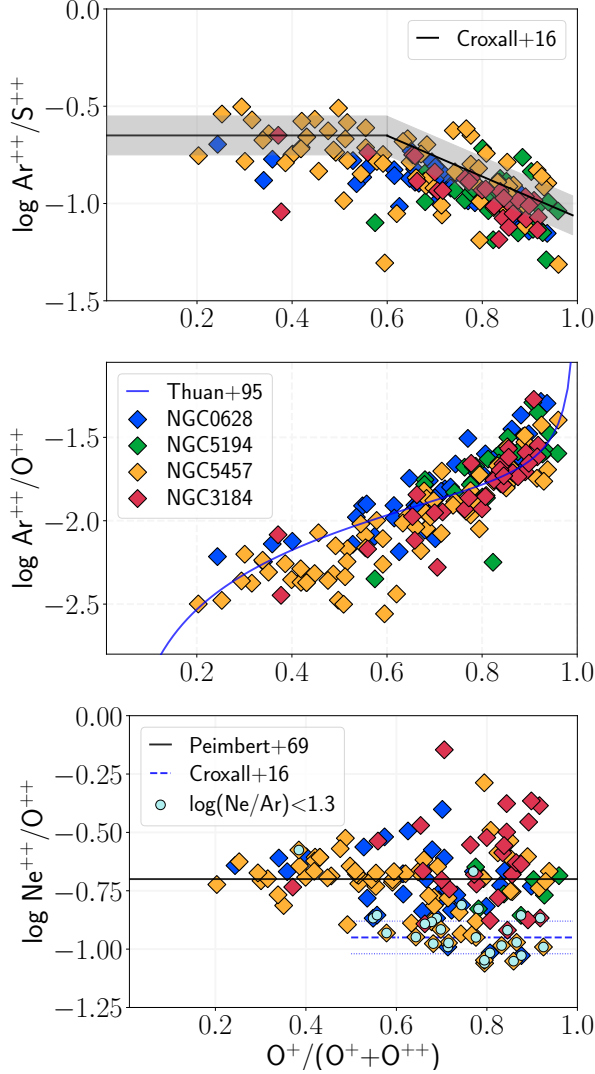 Croxall+16
log Ar⁺⁺/S⁺⁺
−0.5
−1.0
−1.5
0.2 0.4 0.6 0.8 1.0
Thuan+95
NGC0628
NGC5194
NGC5457
NGC3184
log Ar⁺⁺/O⁺⁺
−1.5
−2.0
−2.5
0.2 0.4 0.6 0.8 1.0
Peimbert+69
Croxall+16
log(Ne/Ar)<1.3
log Ne⁺⁺/O⁺⁺
0.00
−0.25
−0.50
−0.75
−1.00
−1.25
0.2 0.4 0.6 0.8 1.0
O⁺/(O⁺+O⁺⁺)